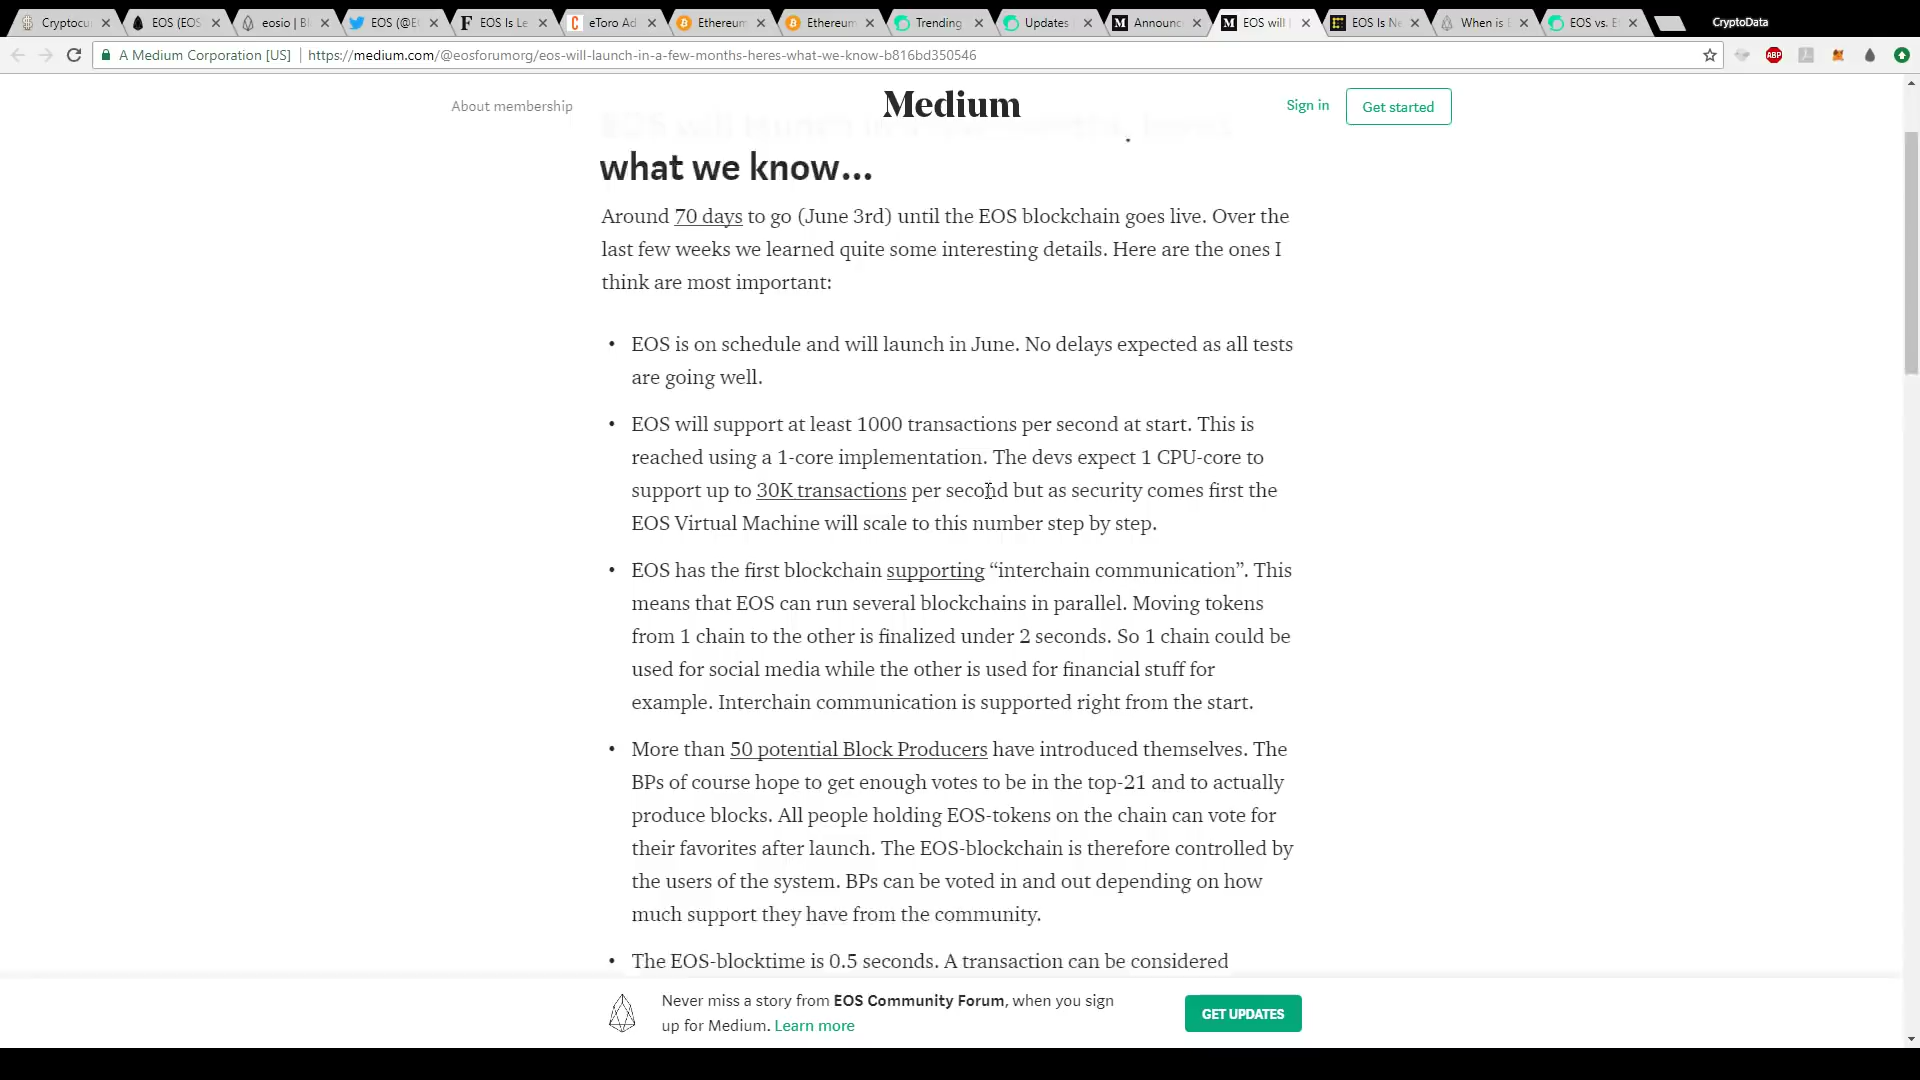 Cryptocur
EOS (EOS
eosio | Bl
EOS (@E
EOS Is Le
eToro Ad
Ethereum
Ethereum
Trending
Updates
Announc
EOS will
EOS Is Ne
When is
EOS vs. E
CryptoData
A Medium Corporation [US]
https://medium.com/@eosforumorg/eos-will-launch-in-a-few-months-heres-what-we-know-b816bd350546
ABP
About membership
Medium
Sign in
Get started
what we know...
Around 70 days to go (June 3rd) until the EOS blockchain goes live. Over the
last few weeks we learned quite some interesting details. Here are the ones I
think are most important:
• EOS is on schedule and will launch in June. No delays expected as all tests
are going well.
• EOS will support at least 1000 transactions per second at start. This is
reached using a 1-core implementation. The devs expect 1 CPU-core to
support up to 30K transactions per second but as security comes first the
EOS Virtual Machine will scale to this number step by step.
• EOS has the first blockchain supporting “interchain communication”. This
means that EOS can run several blockchains in parallel. Moving tokens
from 1 chain to the other is finalized under 2 seconds. So 1 chain could be
used for social media while the other is used for financial stuff for
example. Interchain communication is supported right from the start.
• More than 50 potential Block Producers have introduced themselves. The
BPs of course hope to get enough votes to be in the top-21 and to actually
produce blocks. All people holding EOS-tokens on the chain can vote for
their favorites after launch. The EOS-blockchain is therefore controlled by
the users of the system. BPs can be voted in and out depending on how
much support they have from the community.
• The EOS-blocktime is 0.5 seconds. A transaction can be considered
Never miss a story from EOS Community Forum, when you sign
up for Medium. Learn more
GET UPDATES